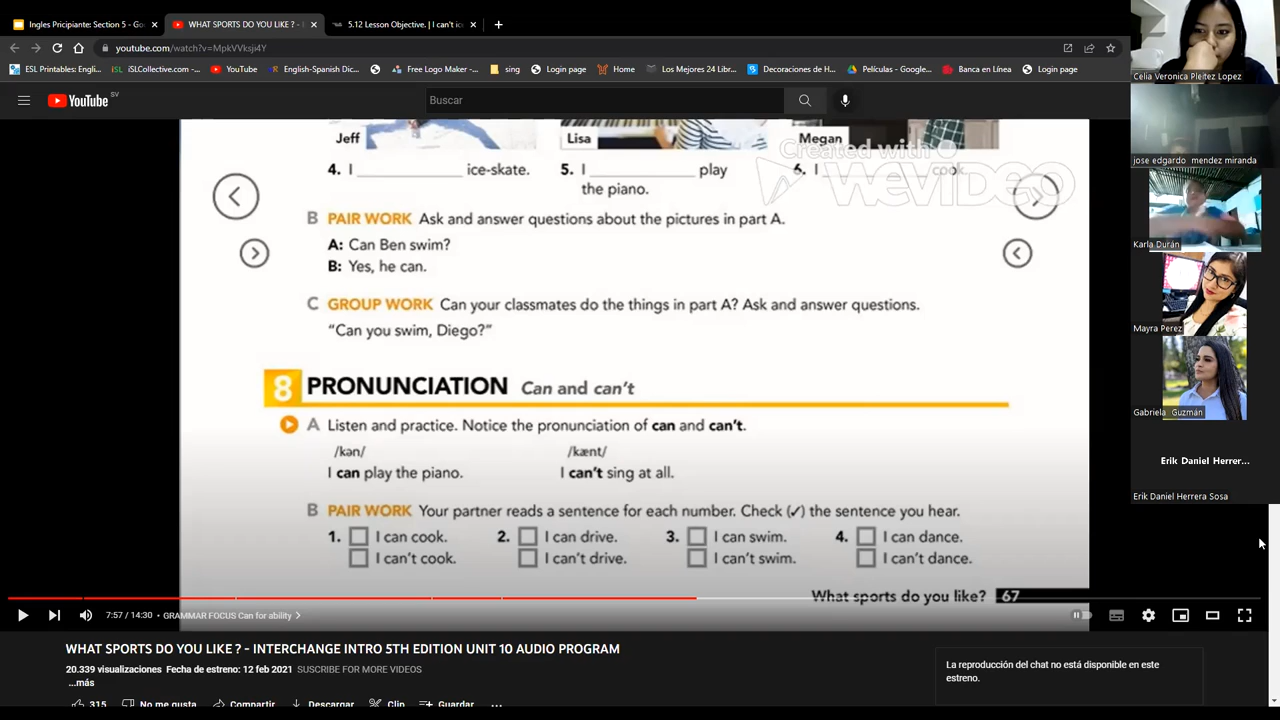 Ingles Pricipiante: Section 5 - Go
WHAT SPORTS DO YOU LIKE ? - I
5.12 Lesson Objective. | I can't ic
youtube.com/watch?v=MpkVVksji4Y
ESL Printables: Engli...
iSLCollective.com -...
YouTube
English-Spanish Dic...
Free Logo Maker -...
sing
Login page
Home
Los Mejores 24 Libr...
Decoraciones de H...
Películas - Google...
Banca en Línea
Login page
YouTube SV
Buscar
Jeff
Lisa
Megan
Created with
WeVideo
4. I ____________ ice-skate.
5. I ____________ play
the piano.
6. I ____________ cook.
B PAIR WORK Ask and answer questions about the pictures in part A.
A: Can Ben swim?
B: Yes, he can.
C GROUP WORK Can your classmates do the things in part A? Ask and answer questions.
"Can you swim, Diego?"
8 PRONUNCIATION Can and can't
A Listen and practice. Notice the pronunciation of can and can't.
/kən/ /kænt/
I can play the piano. I can't sing at all.
B PAIR WORK Your partner reads a sentence for each number. Check (✓) the sentence you hear.
1. I can cook. 2. I can drive. 3. I can swim. 4. I can dance.
I can't cook. I can't drive. I can't swim. I can't dance.
What sports do you like? 67
7:57 / 14:30 • GRAMMAR FOCUS Can for ability
WHAT SPORTS DO YOU LIKE ? - INTERCHANGE INTRO 5TH EDITION UNIT 10 AUDIO PROGRAM
20.339 visualizaciones Fecha de estreno: 12 feb 2021 SUSCRIBE FOR MORE VIDEOS
...más
315 No me gusta Compartir Descargar Clip Guardar ...
La reproducción del chat no está disponible en este
estreno.
Celia Veronica Pleitez Lopez
jose edgardo mendez miranda
Karla Durán
Mayra Perez
Gabriela Guzmán
Erik Daniel Herrer...
Erik Daniel Herrera Sosa